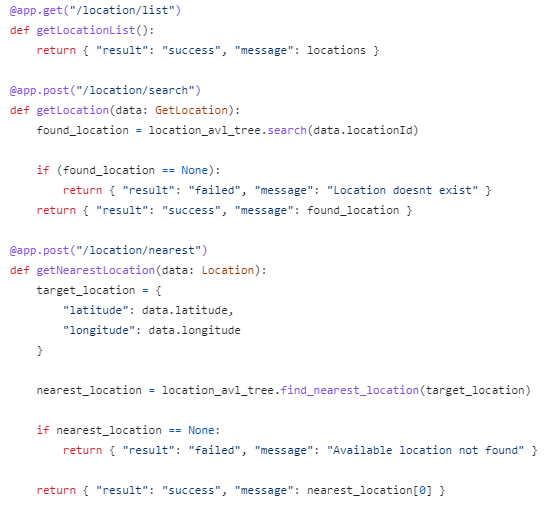 @app.get("/location/list")
def getLocationList():
    return { "result": "success", "message": locations }

@app.post("/location/search")
def getLocation(data: GetLocation):
    found_location = location_avl_tree.search(data.locationId)

    if (found_location == None):
        return { "result": "failed", "message": "Location doesnt exist" }
    return { "result": "success", "message": found_location }

@app.post("/location/nearest")
def getNearestLocation(data: Location):
    target_location = {
        "latitude": data.latitude,
        "longitude": data.longitude
    }

    nearest_location = location_avl_tree.find_nearest_location(target_location)

    if nearest_location == None:
        return { "result": "failed", "message": "Available location not found" }

    return { "result": "success", "message": nearest_location[0] }